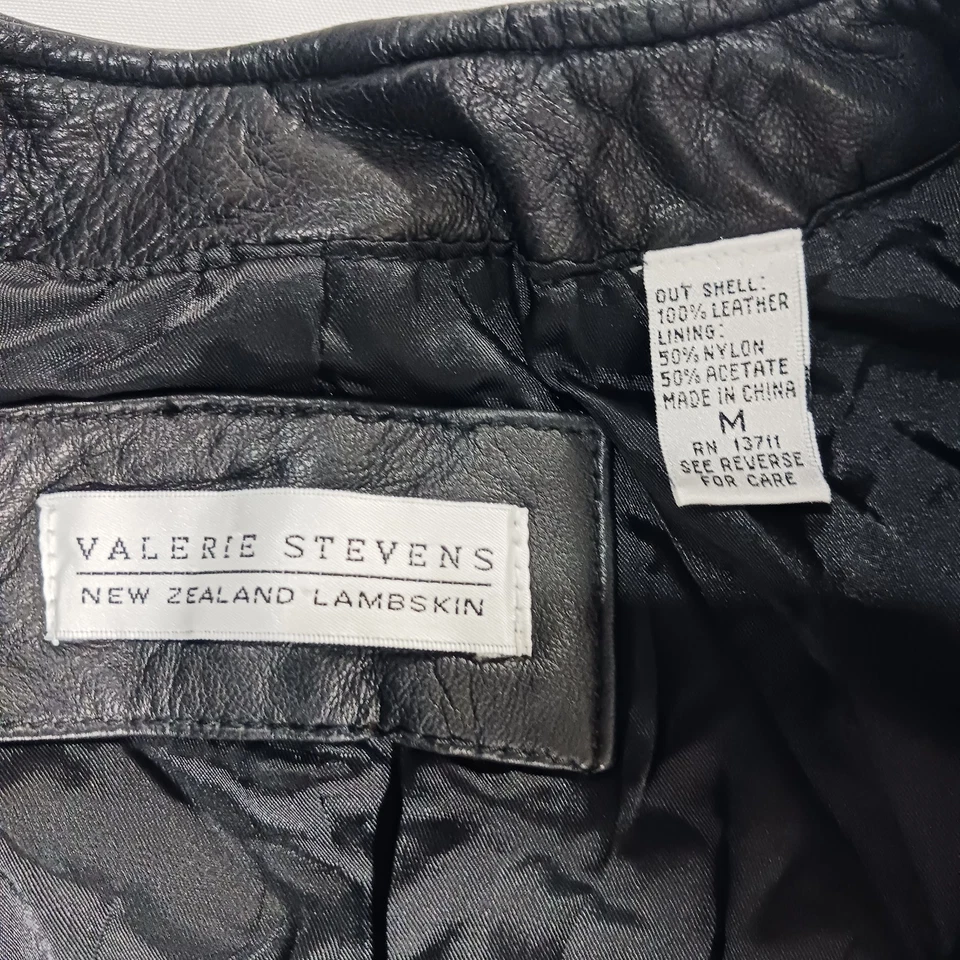 VALERIE STEVENS
NEW ZEALAND LAMBSKIN
OUT SHELL:
100% LEATHER
LINING:
50% NYLON
50% ACETATE
MADE IN CHINA
M
RN 13711
SEE REVERSE
FOR CARE